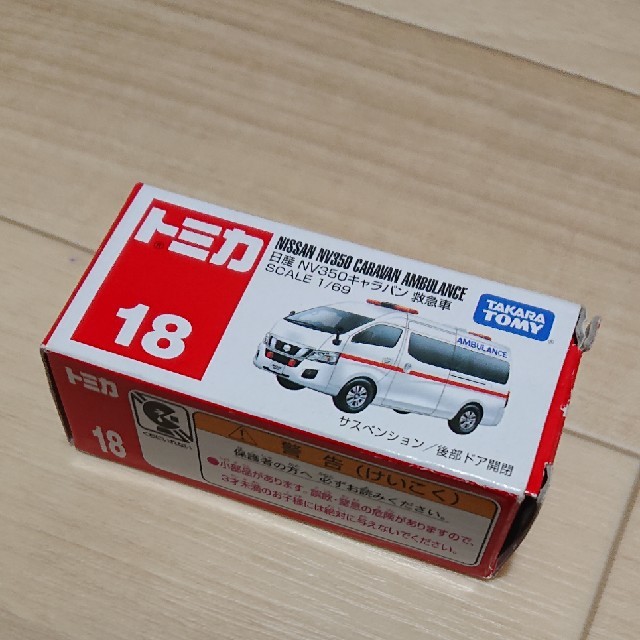 トミカ
18
NISSAN NV350 CARAVAN AMBULANCE
日産 NV350キャラバン 救急車
SCALE 1/69
TAKARA TOMY
AMBULANCE
サスペンション/後部ドア開閉
トミカ
18
警告(けいこく)
保護者の方へ 必ずお読みください。
●小部品があります。誤飲・窒息の危険がありますので、
3才未満のお子様には絶対に与えないでください。